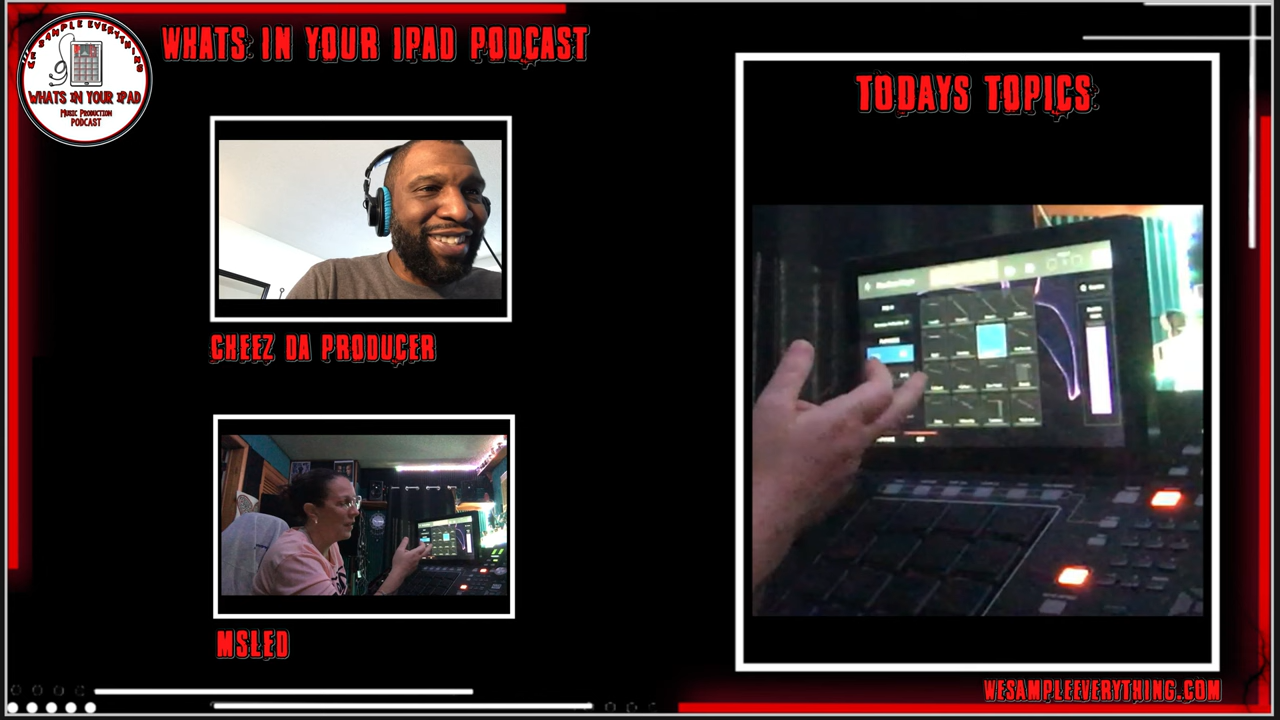 WE SAMPLE EVERYTHING
WHATS IN YOUR IPAD
MUSIC PRODUCTION
PODCAST
WHATS IN YOUR IPAD PODCAST
TODAYS TOPICS
CHEEZ DA PRODUCER
MSLED
WESAMPLEEVERYTHING.COM